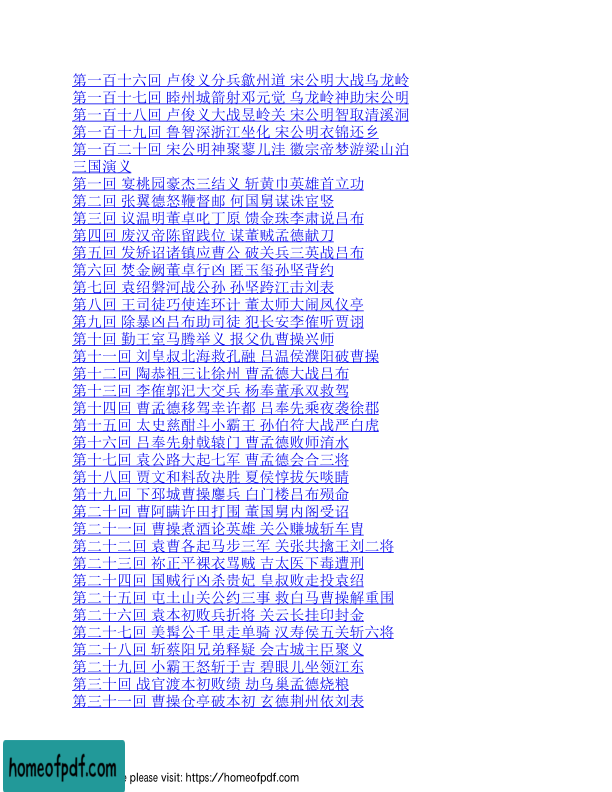 第一百十六回 卢俊义分兵歙州道 宋公明大战乌龙岭
第一百十七回 睦州城箭射邓元觉 乌龙岭神助宋公明
第一百十八回 卢俊义大战昱岭关 宋公明智取清溪洞
第一百十九回 鲁智深浙江坐化 宋公明衣锦还乡
第一百二十回 宋公明神聚蓼儿洼 徽宗帝梦游梁山泊
三国演义
第一回 宴桃园豪杰三结义 斩黄巾英雄首立功
第二回 张翼德怒鞭督邮 何国舅谋诛宦竖
第三回 议温明董卓叱丁原 馈金珠李肃说吕布
第四回 废汉帝陈留践位 谋董贼孟德献刀
第五回 发矫诏诸镇应曹公 破关兵三英战吕布
第六回 焚金阙董卓行凶 匿玉玺孙坚背约
第七回 袁绍磐河战公孙 孙坚跨江击刘表
第八回 王司徒巧使连环计 董太师大闹凤仪亭
第九回 除暴凶吕布助司徒 犯长安李傕听贾诩
第十回 勤王室马腾举义 报父仇曹操兴师
第十一回 刘皇叔北海救孔融 吕温侯濮阳破曹操
第十二回 陶恭祖三让徐州 曹孟德大战吕布
第十三回 李傕郭汜大交兵 杨奉董承双救驾
第十四回 曹孟德移驾幸许都 吕奉先乘夜袭徐郡
第十五回 太史慈酣斗小霸王 孙伯符大战严白虎
第十六回 吕奉先射戟辕门 曹孟德败师淯水
第十七回 袁公路大起七军 曹孟德会合三将
第十八回 贾文和料敌决胜 夏侯惇拔矢啖睛
第十九回 下邳城曹操鏖兵 白门楼吕布殒命
第二十回 曹阿瞒许田打围 董国舅内阁受诏
第二十一回 曹操煮酒论英雄 关公赚城斩车胄
第二十二回 袁曹各起马步三军 关张共擒王刘二将
第二十三回 祢正平裸衣骂贼 吉太医下毒遭刑
第二十四回 国贼行凶杀贵妃 皇叔败走投袁绍
第二十五回 屯土山关公约三事 救白马曹操解重围
第二十六回 袁本初败兵折将 关云长挂印封金
第二十七回 美髯公千里走单骑 汉寿侯五关斩六将
第二十八回 斩蔡阳兄弟释疑 会古城主臣聚义
第二十九回 小霸王怒斩于吉 碧眼儿坐领江东
第三十回 战官渡本初败绩 劫乌巢孟德烧粮
第三十一回 曹操仓亭破本初 玄德荆州依刘表
homeofpdf.com
e please visit: https://homeofpdf.com